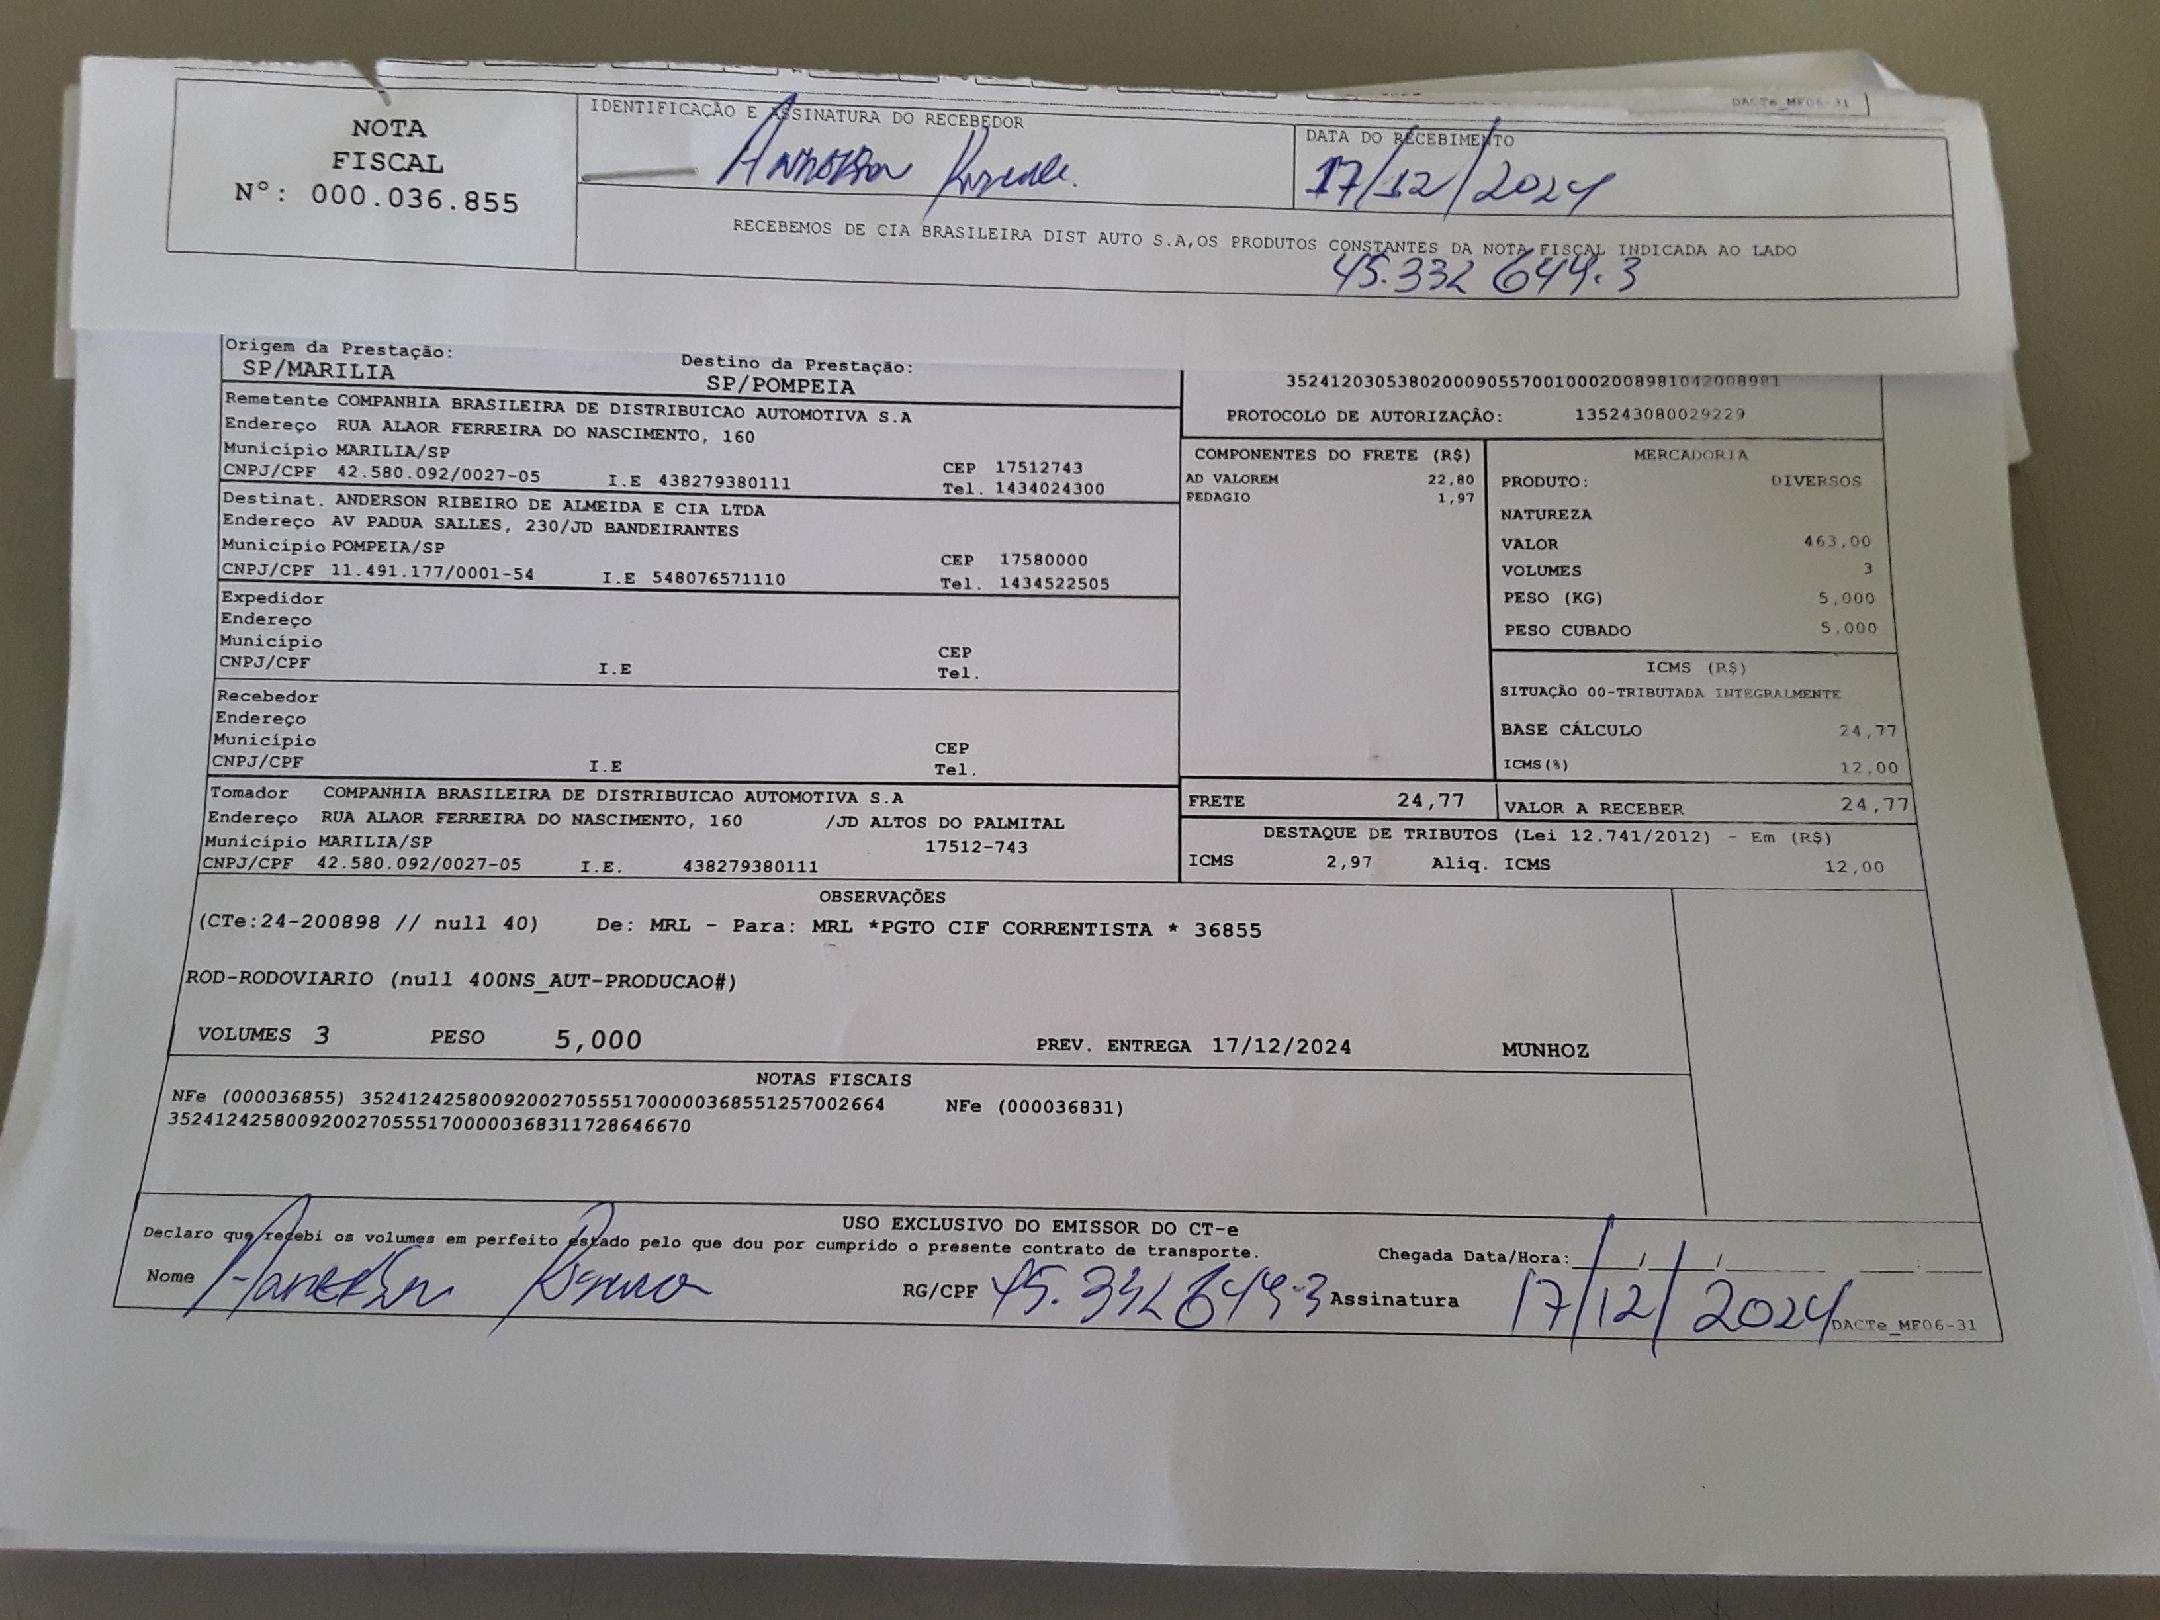 DACTe_MF06-31
NOTA
FISCAL
N°: 000.036.855
IDENTIFICAÇÃO E ASSINATURA DO RECEBEDOR
DATA DO RECEBIMENTO
17/12/2024
RECEBEMOS DE CIA BRASILEIRA DIST AUTO S.A,OS PRODUTOS CONSTANTES DA NOTA FISCAL INDICADA AO LADO
45.332 644.3
Origem da Prestação:
SP/MARILIA
Destino da Prestação:
SP/POMPEIA
Remetente COMPANHIA BRASILEIRA DE DISTRIBUICAO AUTOMOTIVA S.A
Endereço RUA ALAOR FERREIRA DO NASCIMENTO, 160
Município MARILIA/SP
CEP 17512743
CNPJ/CPF 42.580.092/0027-05 I.E 438279380111 Tel. 1434024300
Destinat. ANDERSON RIBEIRO DE ALMEIDA E CIA LTDA
Endereço AV PADUA SALLES, 230/JD BANDEIRANTES
Município POMPEIA/SP
CEP 17580000
CNPJ/CPF 11.491.177/0001-54 I.E 548076571110 Tel. 1434522505
Expedidor
Endereço
Município
CEP
CNPJ/CPF I.E Tel.
Recebedor
Endereço
Município
CEP
CNPJ/CPF I.E Tel.
Tomador COMPANHIA BRASILEIRA DE DISTRIBUICAO AUTOMOTIVA S.A
Endereço RUA ALAOR FERREIRA DO NASCIMENTO, 160 /JD ALTOS DO PALMITAL
Município MARILIA/SP 17512-743
CNPJ/CPF 42.580.092/0027-05 I.E. 438279380111
35241203053802000905570010002008981042008981
PROTOCOLO DE AUTORIZAÇÃO: 135243080029229
COMPONENTES DO FRETE (R$)
AD VALOREM 22,80
PEDAGIO 1,97
MERCADORIA
PRODUTO: DIVERSOS
NATUREZA
VALOR 463,00
VOLUMES 3
PESO (KG) 5,000
PESO CUBADO 5,000
ICMS (R$)
SITUAÇÃO 00-TRIBUTADA INTEGRALMENTE
BASE CÁLCULO 24,77
ICMS(%) 12,00
FRETE 24,77
VALOR A RECEBER 24,77
DESTAQUE DE TRIBUTOS (Lei 12.741/2012) - Em (R$)
ICMS 2,97 Aliq. ICMS 12,00
OBSERVAÇÕES
(CTe:24-200898 // null 40) De: MRL - Para: MRL *PGTO CIF CORRENTISTA * 36855
ROD-RODOVIARIO (null 400NS_AUT-PRODUCAO#)
VOLUMES 3 PESO 5,000 PREV. ENTREGA 17/12/2024 MUNHOZ
NOTAS FISCAIS
NFe (000036855) 35241242580092002705551700000368551257002664 NFe (000036831)
35241242580092002705551700000368311728646670
USO EXCLUSIVO DO EMISSOR DO CT-e
Declaro que recebi os volumes em perfeito estado pelo que dou por cumprido o presente contrato de transporte.
Chegada Data/Hora:____/____/______ ____:____
Nome
RG/CPF 45.332 644-3 Assinatura 17/12/2024
DACTe_MF06-31